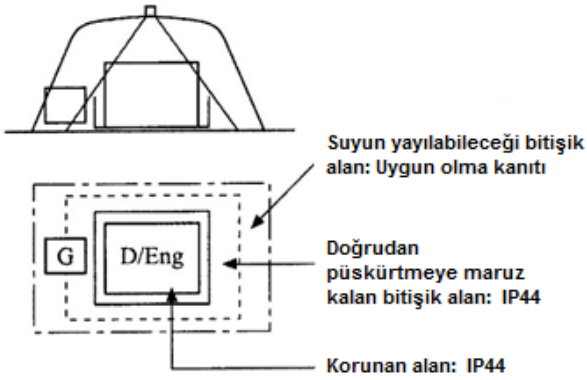 Suyun yayılabileceği bitişik
alan: Uygun olma kanıtı
G
D/Eng
Doğrudan
püskürtmeye maruz
kalan bitişik alan: IP44
Korunan alan: IP44